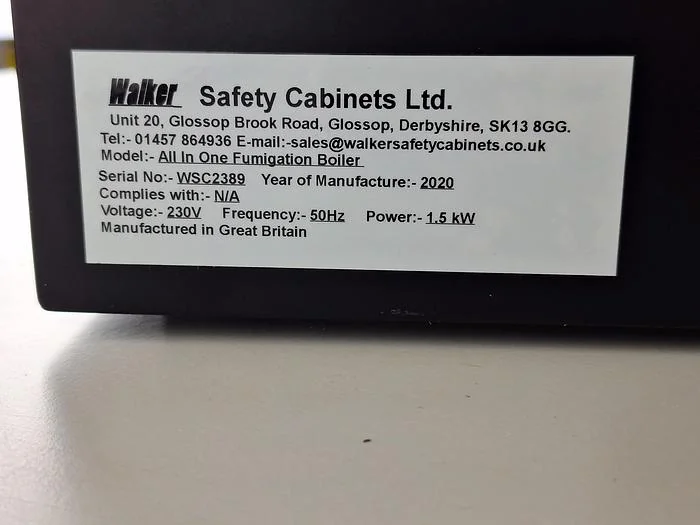 Walker Safety Cabinets Ltd.
Unit 20, Glossop Brook Road, Glossop, Derbyshire, SK13 8GG.
Tel:- 01457 864936 E-mail:-sales@walkersafetycabinets.co.uk
Model:- All In One Fumigation Boiler
Serial No:- WSC2389 Year of Manufacture:- 2020
Complies with:- N/A
Voltage:- 230V Frequency:- 50Hz Power:- 1.5 kW
Manufactured in Great Britain